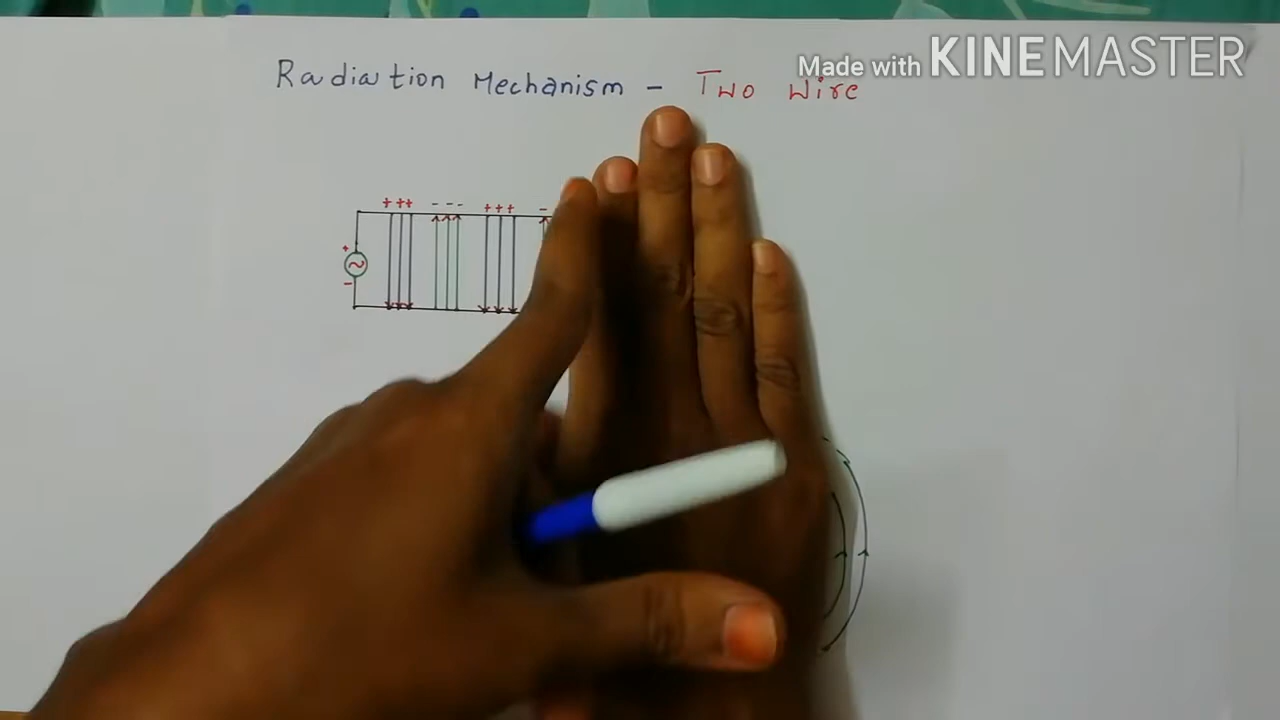 Made with KINEMASTER
Radiation Mechanism - Two Wire
+++ --- +++ -
+
~
-